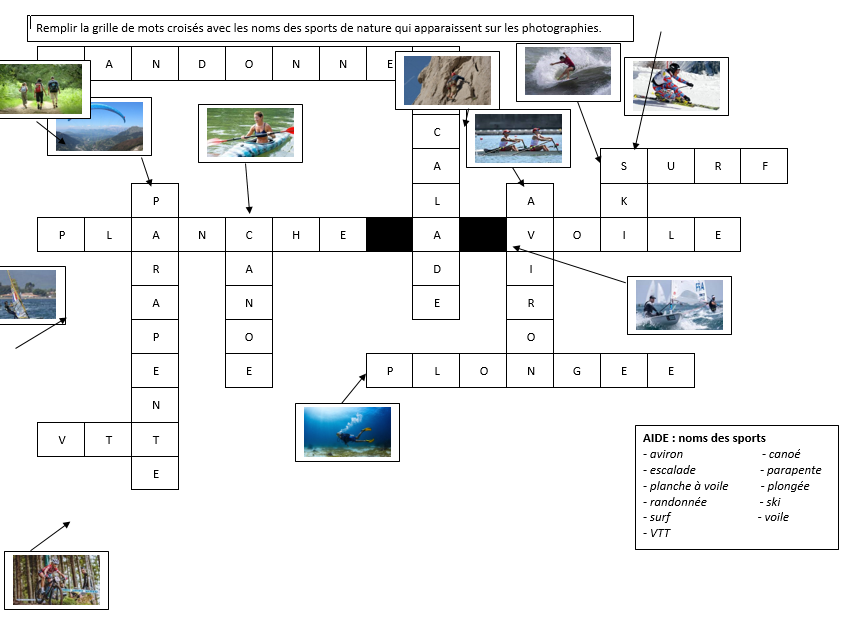 Remplir la grille de mots croisés avec les noms des sports de nature qui apparaissent sur les photographies.
A N D O N N E
C
A S U R F
P L A K
P L A N C H E A V O I L E
R A D I
A N E R
P O O
E E P L O N G E E
N
V T T
E
AIDE : noms des sports
- aviron - canoé
- escalade - parapente
- planche à voile - plongée
- randonnée - ski
- surf - voile
- VTT